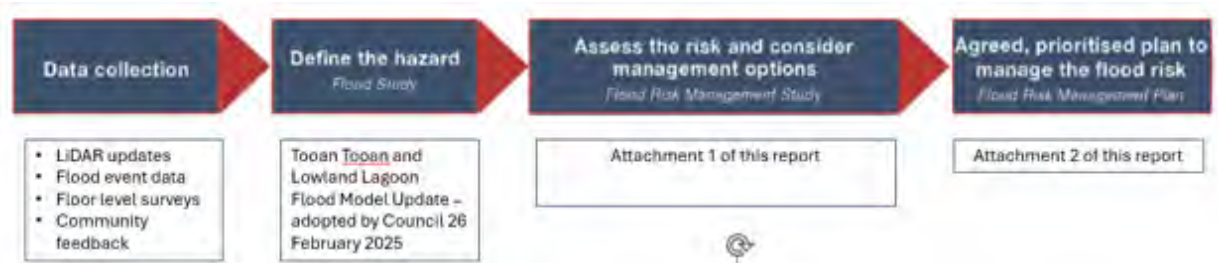 Data collection
Define the hazard
Flood Study
Assess the risk and consider
management options
Flood Risk Management Study
Agreed, prioritised plan to
manage the flood risk
Flood Risk Management Plan
• LiDAR updates
• Flood event data
• Floor level surveys
• Community
feedback
Tooan Tooan and
Lowland Lagoon
Flood Model Update –
adopted by Council 26
February 2025
Attachment 1 of this report
Attachment 2 of this report